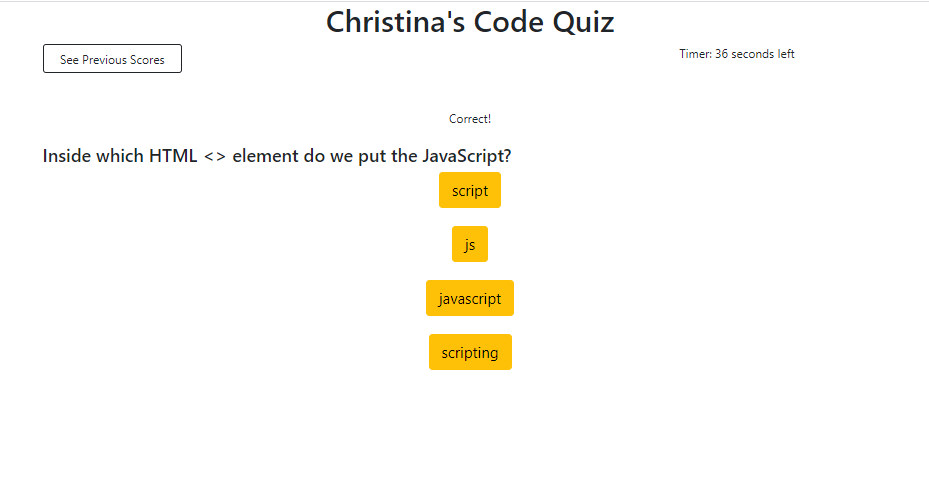 Christina's Code Quiz
See Previous Scores
Timer: 36 seconds left
Correct!
Inside which HTML <> element do we put the JavaScript?
script
js
javascript
scripting